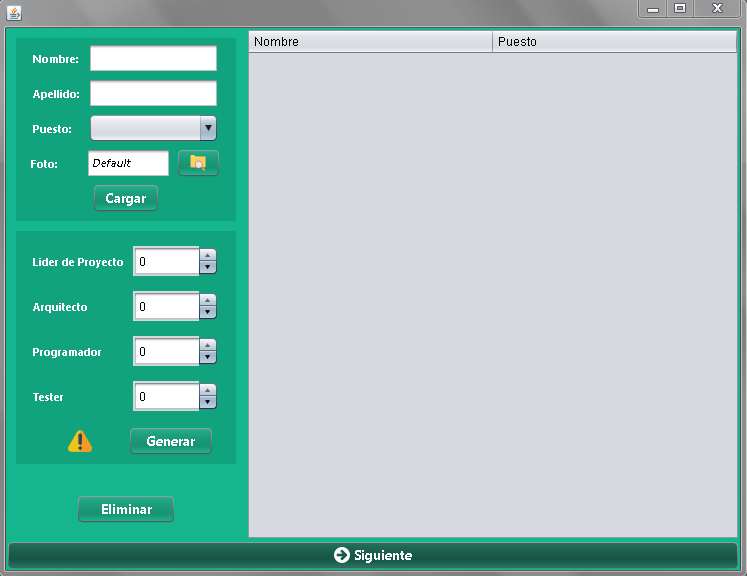 Nombre:
Apellido:
Puesto:
Foto: Default
Cargar
Lider de Proyecto 0
Arquitecto 0
Programador 0
Tester 0
Generar
Eliminar
Nombre Puesto
Siguiente